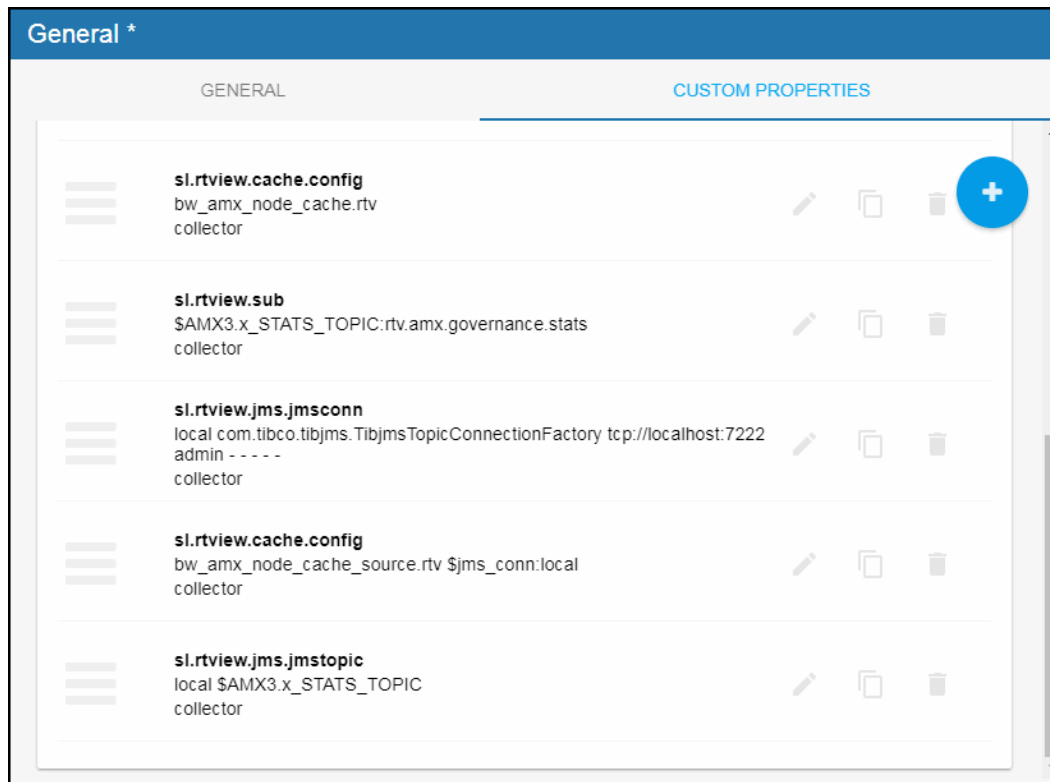 General *
GENERAL
CUSTOM PROPERTIES
sl.rtview.cache.config
bw_amx_node_cache.rtv
collector
sl.rtview.sub
$AMX3.x_STATS_TOPIC:rtv.amx.governance.stats
collector
sl.rtview.jms.jmsconn
local com.tibco.tibjms.TibjmsTopicConnectionFactory tcp://localhost:7222
admin - - - - -
collector
sl.rtview.cache.config
bw_amx_node_cache_source.rtv $jms_conn:local
collector
sl.rtview.jms.jmstopic
local $AMX3.x_STATS_TOPIC
collector